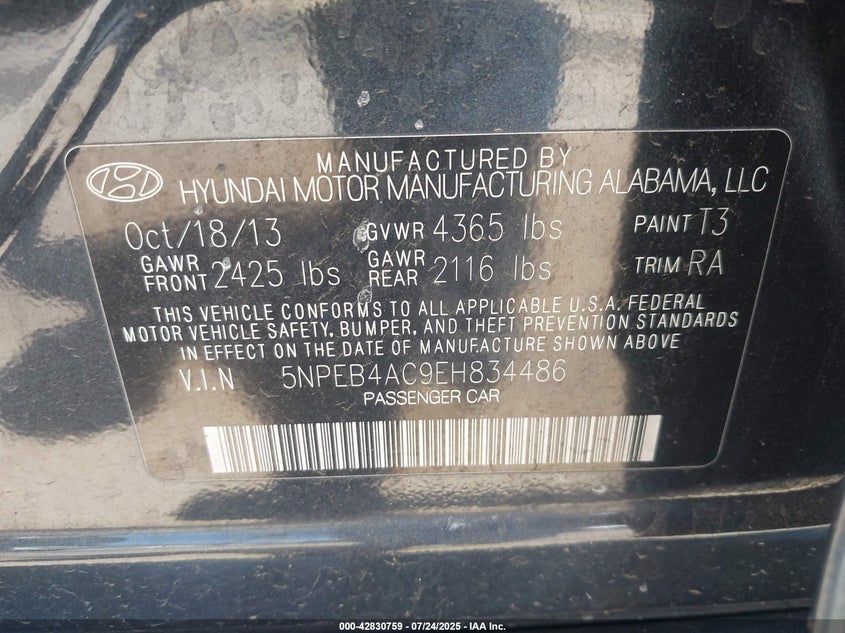 MANUFACTURED BY
HYUNDAI MOTOR MANUFACTURING ALABAMA, LLC
Oct/18/13 GVWR 4365 lbs PAINT T3
GAWR FRONT 2425 lbs GAWR REAR 2116 lbs TRIM RA
THIS VEHICLE CONFORMS TO ALL APPLICABLE U.S.A. FEDERAL
MOTOR VEHICLE SAFETY, BUMPER, AND THEFT PREVENTION STANDARDS
IN EFFECT ON THE DATE OF MANUFACTURE SHOWN ABOVE
V.I.N 5NPEB4AC9EH834486
PASSENGER CAR
000-42830759 - 07/24/2025 - IAA Inc.